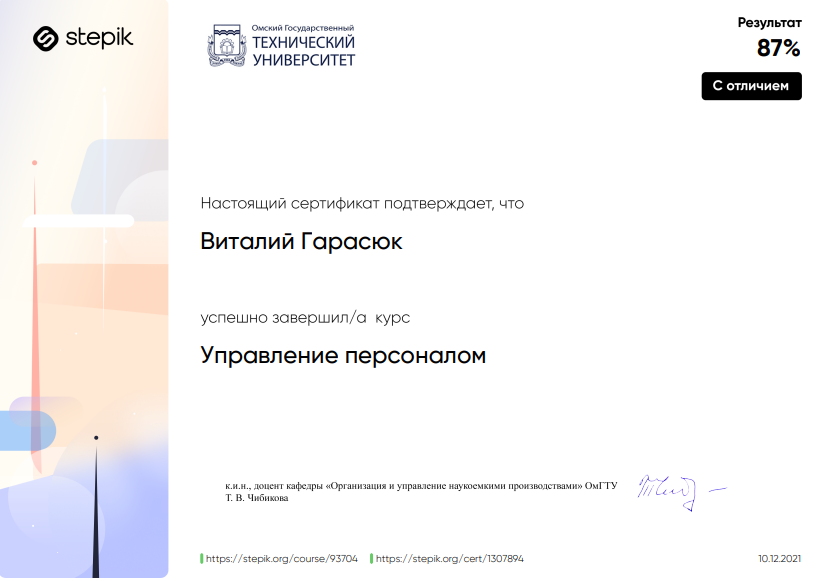 stepik
Омский Государственный
ТЕХНИЧЕСКИЙ
УНИВЕРСИТЕТ
Результат
87%
С отличием
Настоящий сертификат подтверждает, что
Виталий Гарасюк
успешно завершил/а курс
Управление персоналом
к.и.н., доцент кафедры «Организация и управление наукоемкими производствами» ОмГТУ
Т. В. Чибикова
https://stepik.org/course/93704 https://stepik.org/cert/1307894
10.12.2021